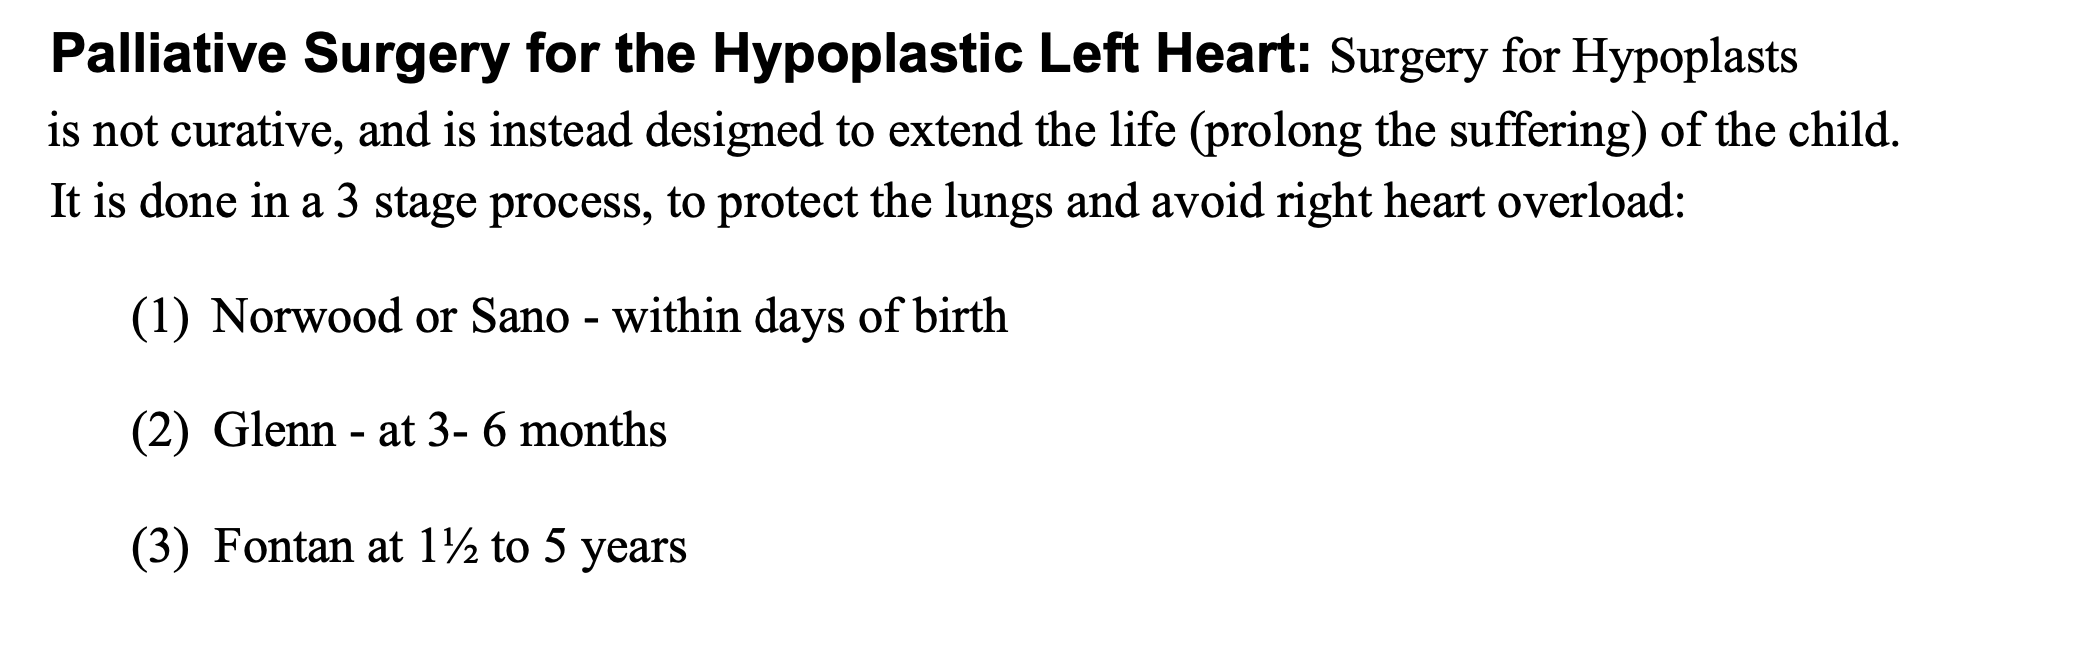 Palliative Surgery for the Hypoplastic Left Heart: Surgery for Hypoplasts
is not curative, and is instead designed to extend the life (prolong the suffering) of the child.
It is done in a 3 stage process, to protect the lungs and avoid right heart overload:
(1) Norwood or Sano - within days of birth
(2) Glenn - at 3- 6 months
(3) Fontan at 1½ to 5 years